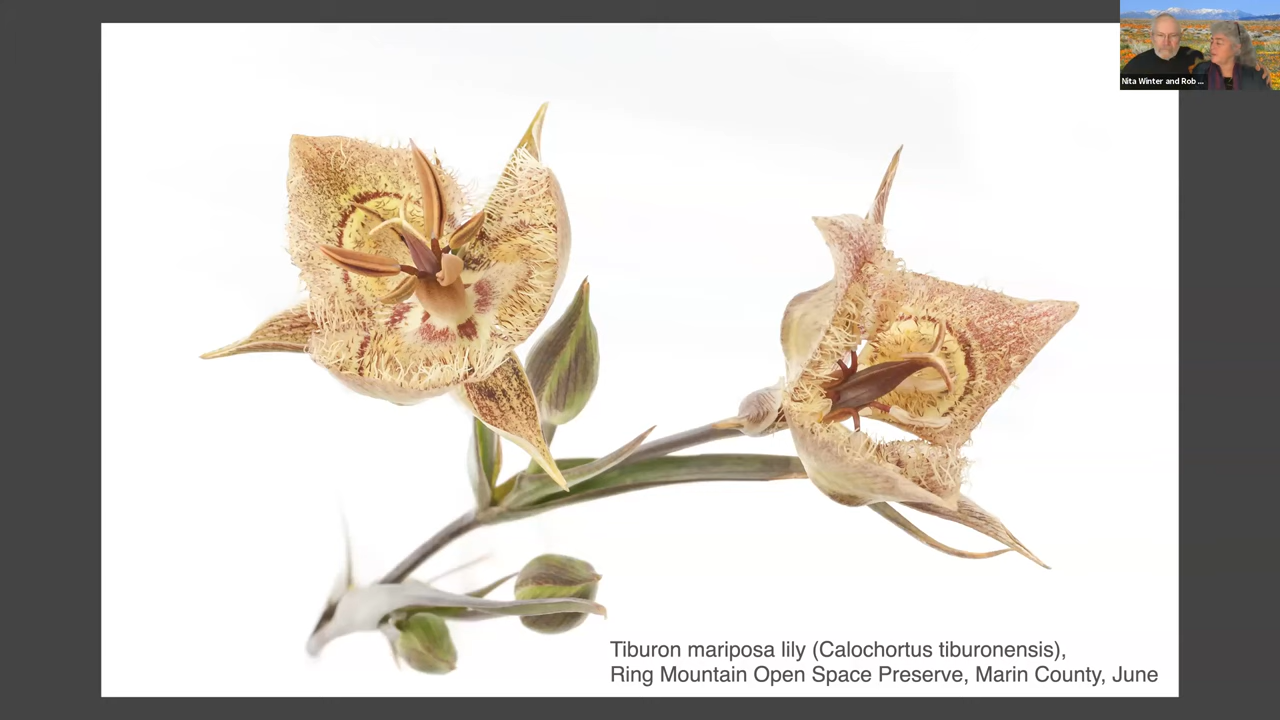 Nita Winter and Rob ...
Tiburon mariposa lily (Calochortus tiburonensis),
Ring Mountain Open Space Preserve, Marin County, June